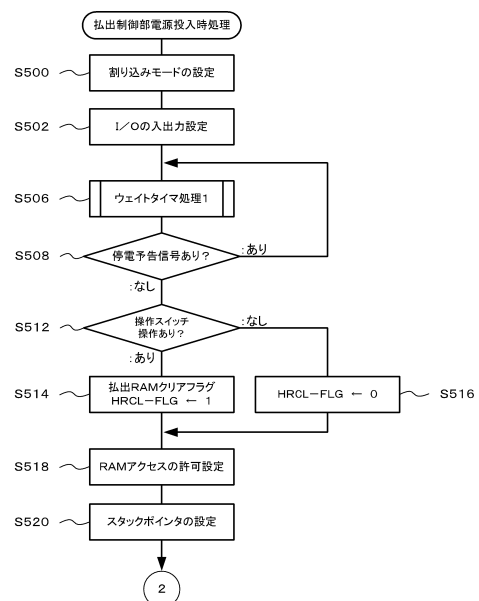 払出制御部電源投入時処理
S500
割り込みモードの設定
S502
I／Oの入出力設定
S506
ウェイトタイマ処理1
S508
停電予告信号あり？
:あり
:なし
S512
操作スイッチ
操作あり？
:なし
:あり
S514
払出RAMクリアフラグ
HRCL－FLG ← 1
HRCL－FLG ← 0
S516
S518
RAMアクセスの許可設定
S520
スタックポインタの設定
2